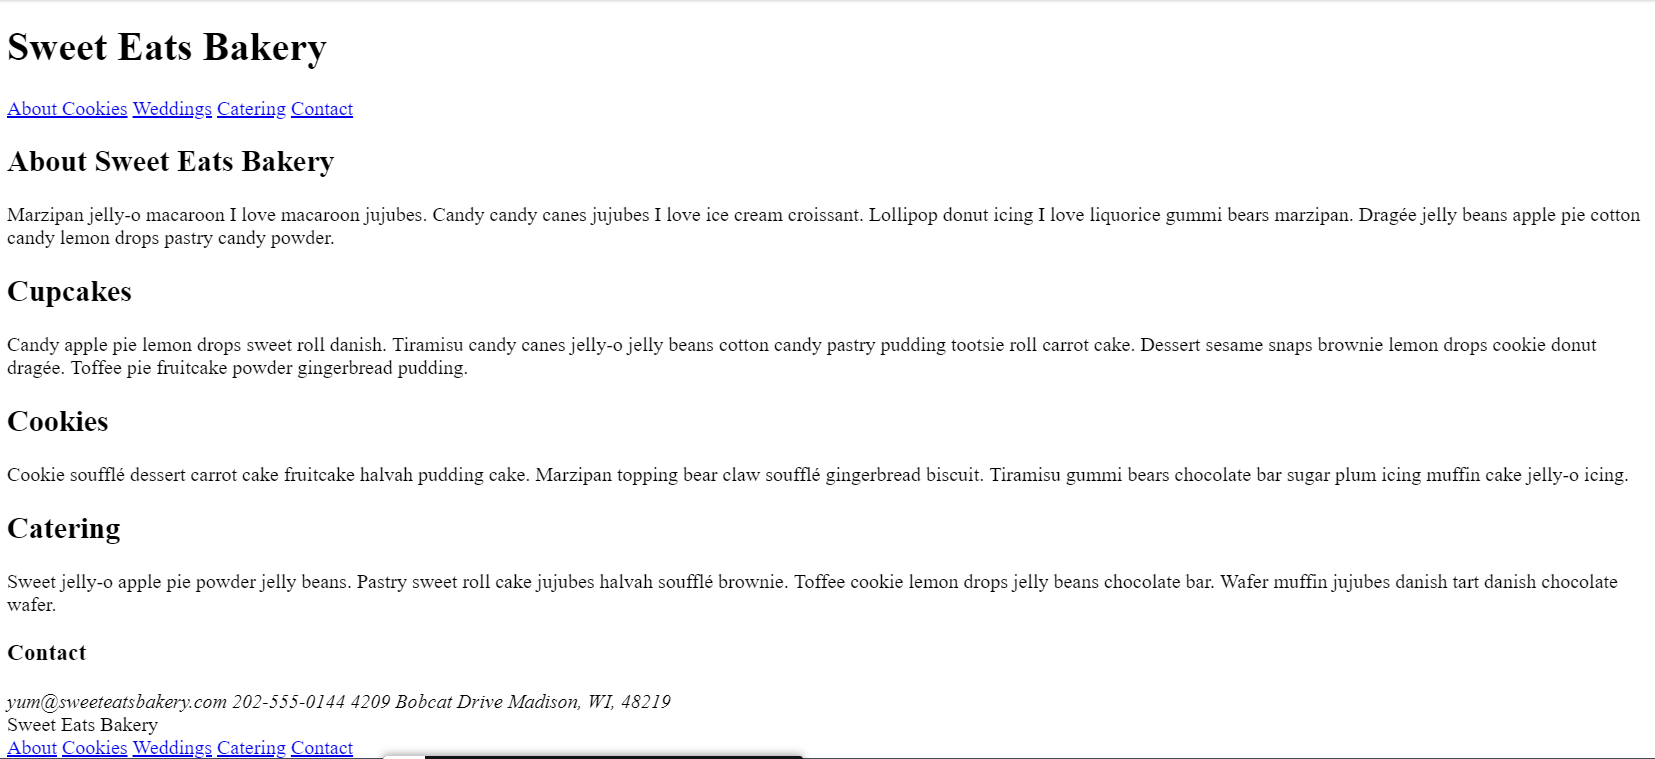 Sweet Eats Bakery
About Cookies Weddings Catering Contact
About Sweet Eats Bakery
Marzipan jelly-o macaroon I love macaroon jujubes. Candy candy canes jujubes I love ice cream croissant. Lollipop donut icing I love liquorice gummi bears marzipan. Dragée jelly beans apple pie cotton
candy lemon drops pastry candy powder.
Cupcakes
Candy apple pie lemon drops sweet roll danish. Tiramisu candy canes jelly-o jelly beans cotton candy pastry pudding tootsie roll carrot cake. Dessert sesame snaps brownie lemon drops cookie donut
dragée. Toffee pie fruitcake powder gingerbread pudding.
Cookies
Cookie soufflé dessert carrot cake fruitcake halvah pudding cake. Marzipan topping bear claw soufflé gingerbread biscuit. Tiramisu gummi bears chocolate bar sugar plum icing muffin cake jelly-o icing.
Catering
Sweet jelly-o apple pie powder jelly beans. Pastry sweet roll cake jujubes halvah soufflé brownie. Toffee cookie lemon drops jelly beans chocolate bar. Wafer muffin jujubes danish tart danish chocolate
wafer.
Contact
yum@sweeteatsbakery.com 202-555-0144 4209 Bobcat Drive Madison, WI, 48219
Sweet Eats Bakery
About Cookies Weddings Catering Contact